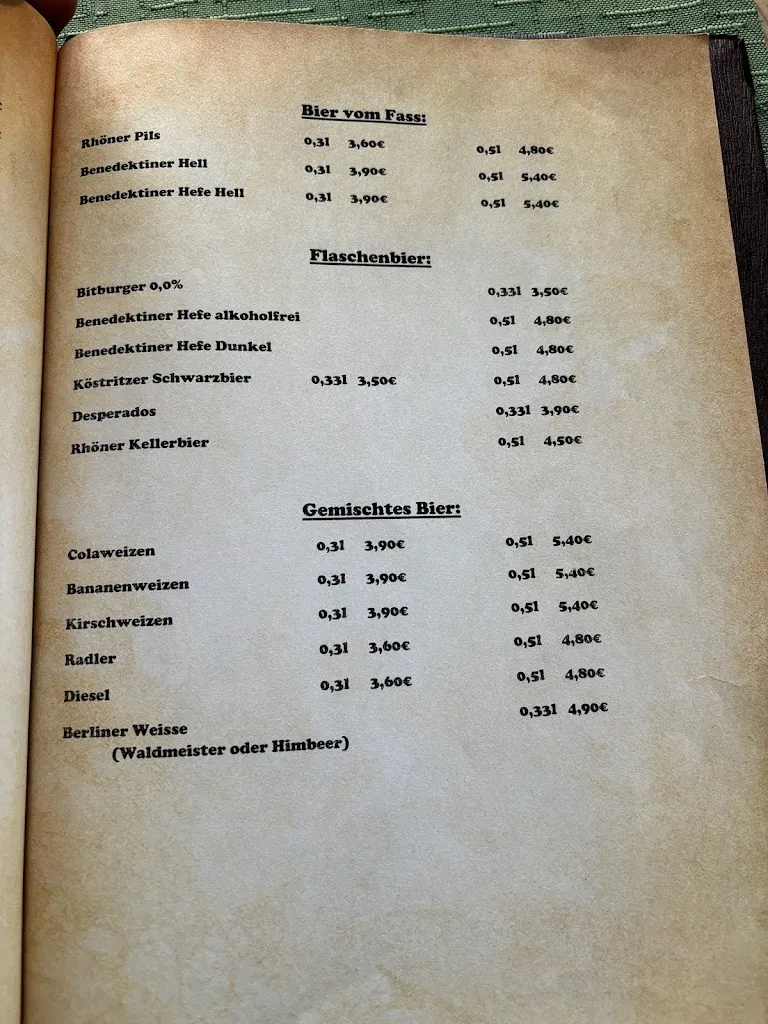 Bier vom Fass:
Rhöner Pils 0,3l 3,60€ 0,5l 4,80€
Benedektiner Hell 0,3l 3,90€ 0,5l 5,40€
Benedektiner Hefe Hell 0,3l 3,90€ 0,5l 5,40€
Flaschenbier:
Bitburger 0,0% 0,33l 3,50€
Benedektiner Hefe alkoholfrei 0,5l 4,80€
Benedektiner Hefe Dunkel 0,5l 4,80€
Köstritzer Schwarzbier 0,33l 3,50€ 0,5l 4,80€
Desperados 0,33l 3,90€
Rhöner Kellerbier 0,5l 4,50€
Gemischtes Bier:
Colaweizen 0,3l 3,90€ 0,5l 5,40€
Bananenweizen 0,3l 3,90€ 0,5l 5,40€
Kirschweizen 0,3l 3,90€ 0,5l 5,40€
Radler 0,3l 3,60€ 0,5l 4,80€
Diesel 0,3l 3,60€ 0,5l 4,80€
Berliner Weisse 0,33l 4,90€
(Waldmeister oder Himbeer)